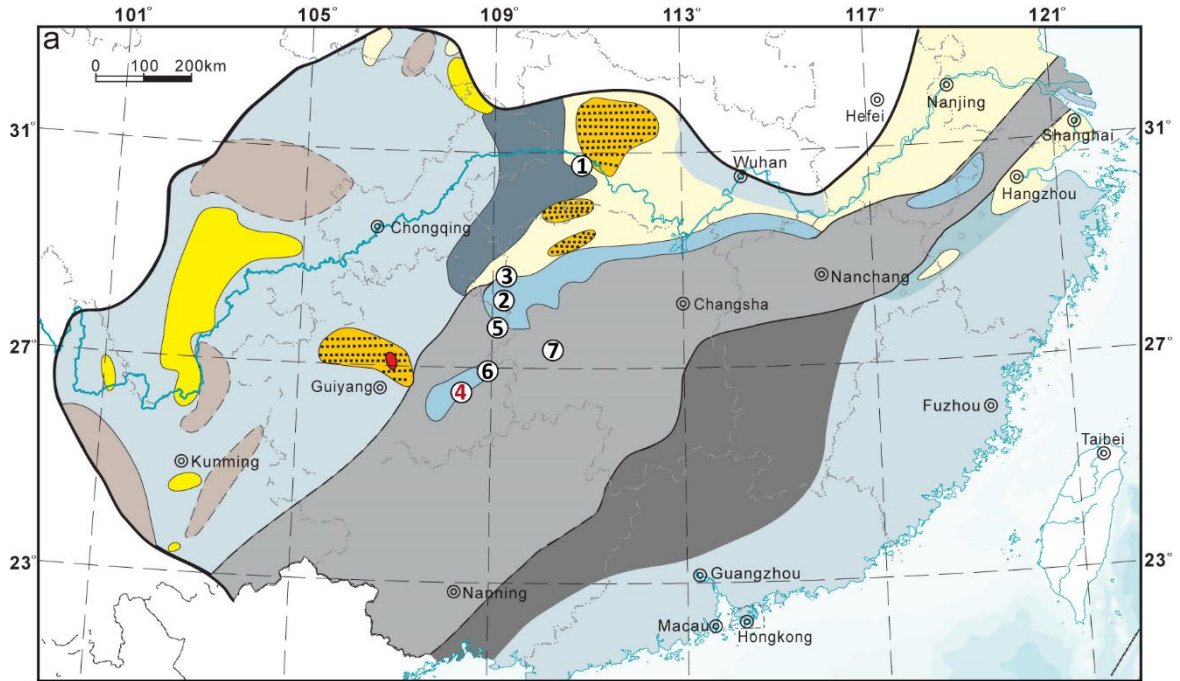 101° 105° 109° 113° 117° 121°
a
0 100 200km
31° 31°
Hefei
Nanjing
Shanghai
Wuhan
Hangzhou
1
Chongqing
3
Nanchang
2
Changsha
5
27° 27°
7
Guiyang
6
4
Fuzhou
Taibei
Kunming
23° 23°
Guangzhou
Nanning
Macau
Hongkong